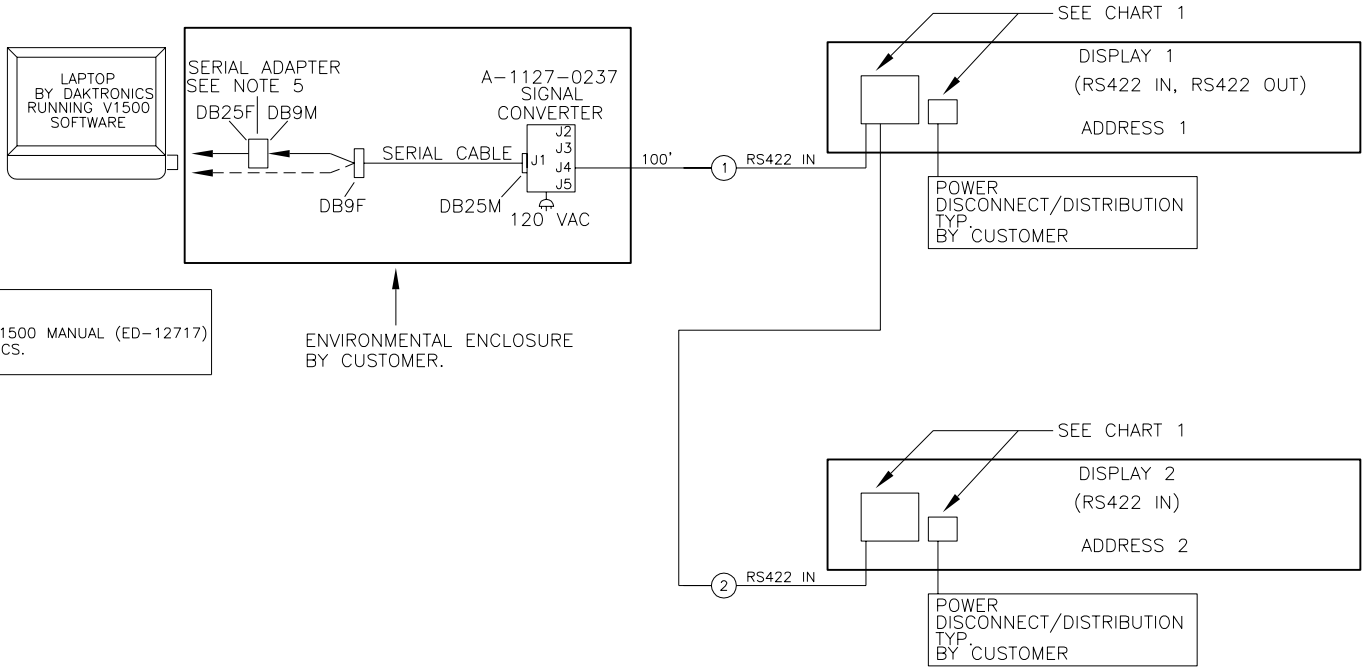 LAPTOP
BY DAKTRONICS
RUNNING V1500
SOFTWARE
SERIAL ADAPTER
SEE NOTE 5
DB25F
DB9M
SERIAL CABLE
DB9F
DB25M
A-1127-0237
SIGNAL
CONVERTER
J1
J2
J3
J4
J5
120 VAC
100'
1
RS422 IN
SEE CHART 1
DISPLAY 1
(RS422 IN, RS422 OUT)
ADDRESS 1
POWER
DISCONNECT/DISTRIBUTION
TYP.
BY CUSTOMER
1500 MANUAL (ED-12717)
CS.
ENVIRONMENTAL ENCLOSURE
BY CUSTOMER.
SEE CHART 1
DISPLAY 2
(RS422 IN)
ADDRESS 2
2
RS422 IN
POWER
DISCONNECT/DISTRIBUTION
TYP.
BY CUSTOMER